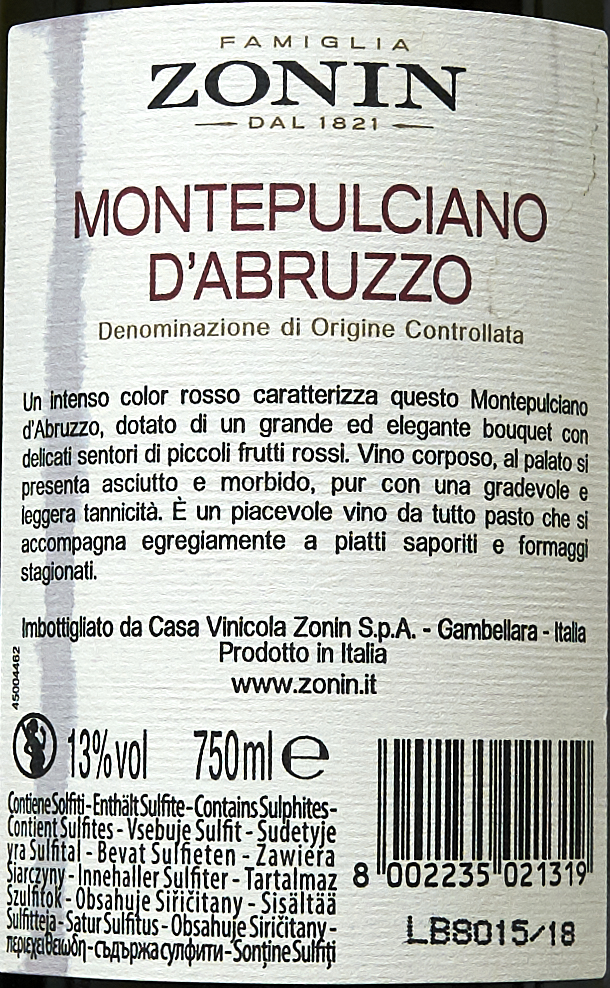 FAMIGLIA
ZONIN
DAL 1821
MONTEPULCIANO
D'ABRUZZO
Denominazione di Origine Controllata
Un intenso color rosso caratterizza questo Montepulciano
d'Abruzzo, dotato di un grande ed elegante bouquet con
delicati sentori di piccoli frutti rossi. Vino corposo, al palato si
presenta asciutto e morbido, pur con una gradevole e
leggera tannicità. È un piacevole vino da tutto pasto che si
accompagna egregiamente a piatti saporiti e formaggi
stagionati.
Imbottigliato da Casa Vinicola Zonin S.p.A. - Gambellara - Italia
Prodotto in Italia
www.zonin.it
45004462
13%vol 750ml e
Contiene Solfiti - Enthält Sulfite - Contains Sulphites -
Contient Sulfites - Vsebuje Sulfit - Sudetyje
yra Sulfital - Bevat Sulfieten - Zawiera
Siarczyny - Innehaller Sulfiter - Tartalmaz
Szulfitok - Obsahuje Siřičitany - Sisältää
Sulfitteja - Satur Sulfitus - Obsahuje Siričitany -
περιέχει θειώδη - съдържа сулфити - Sonține Sulfiți
8 002235 021319
LB8015/18